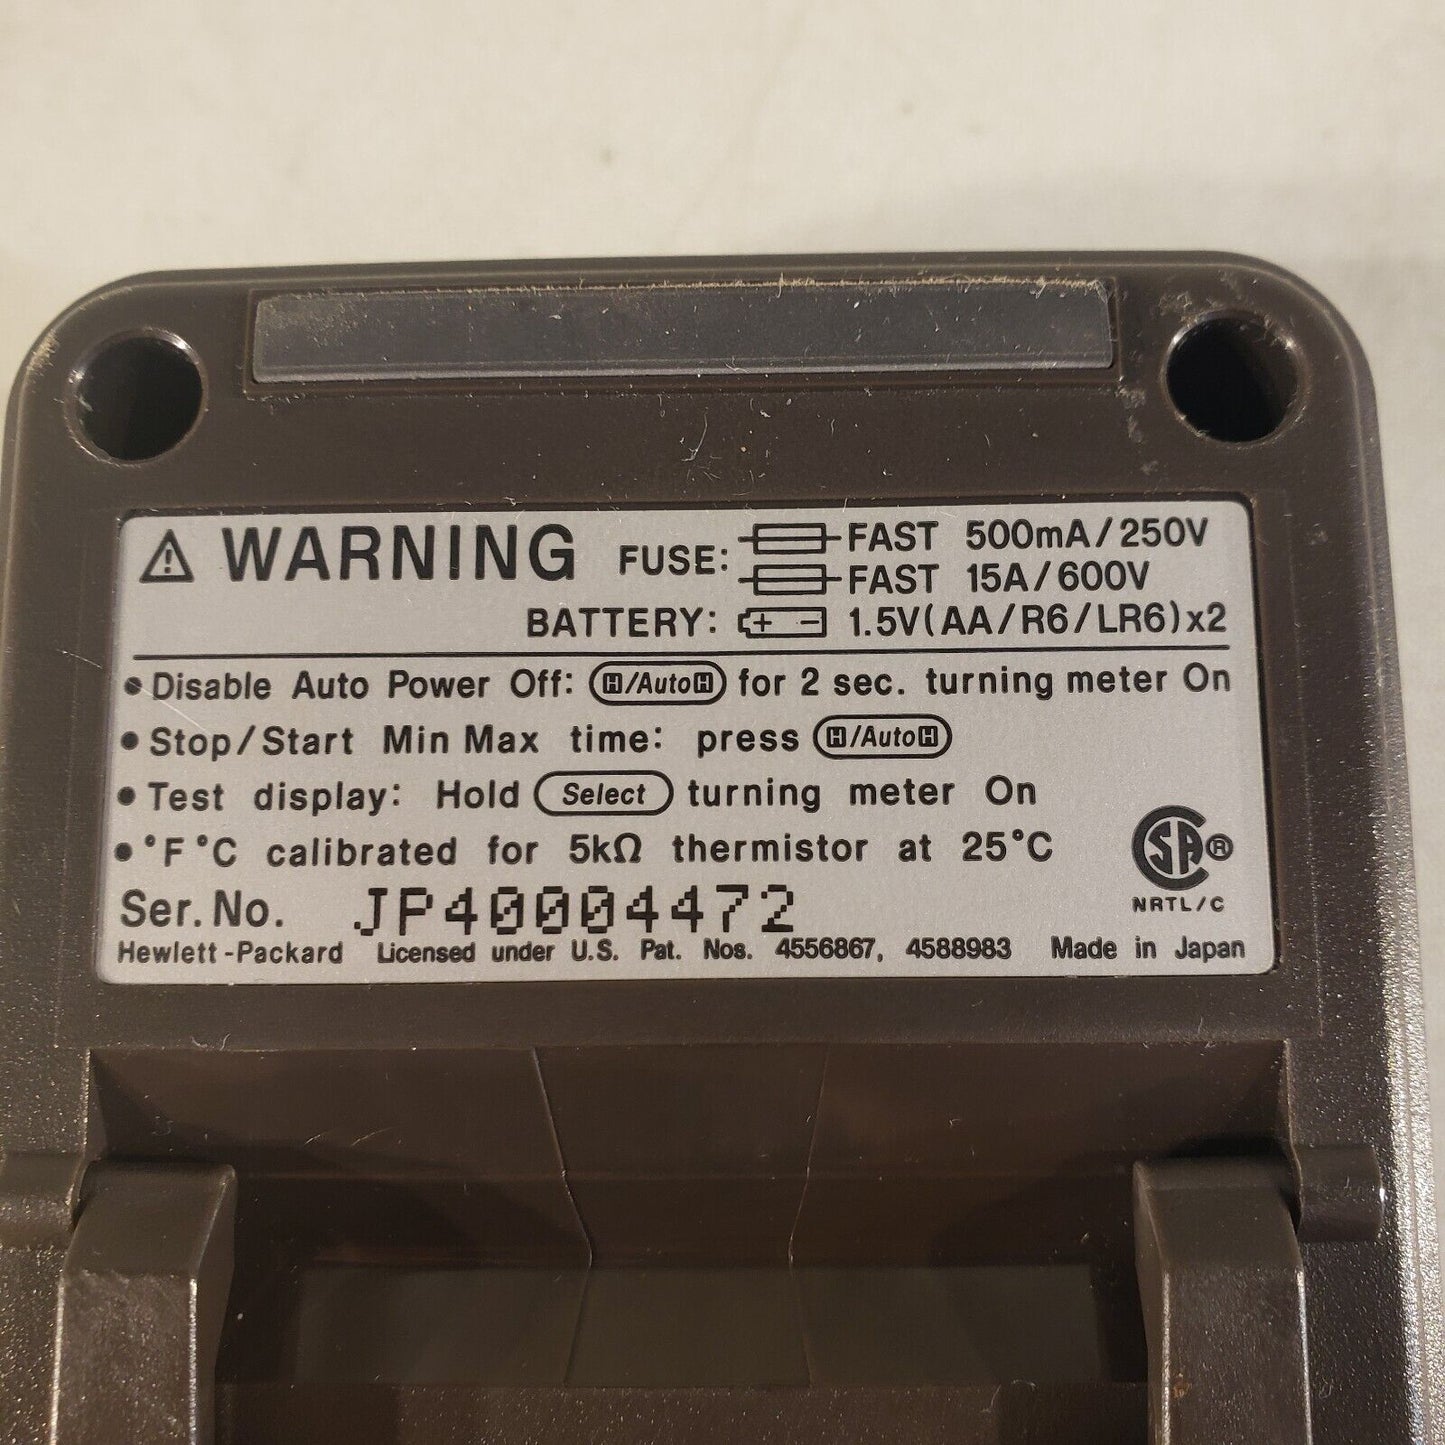 ⚠ WARNING FUSE: FAST 500mA/250V
FAST 15A/600V
BATTERY: + − 1.5V(AA/R6/LR6)x2
• Disable Auto Power Off: H/AutoH for 2 sec. turning meter On
• Stop/Start Min Max time: press H/AutoH
• Test display: Hold Select turning meter On
• °F °C calibrated for 5kΩ thermistor at 25°C
SA ®
NRTL/C
Ser. No. JP40004472
Hewlett-Packard Licensed under U.S. Pat. Nos. 4556867, 4588983 Made in Japan